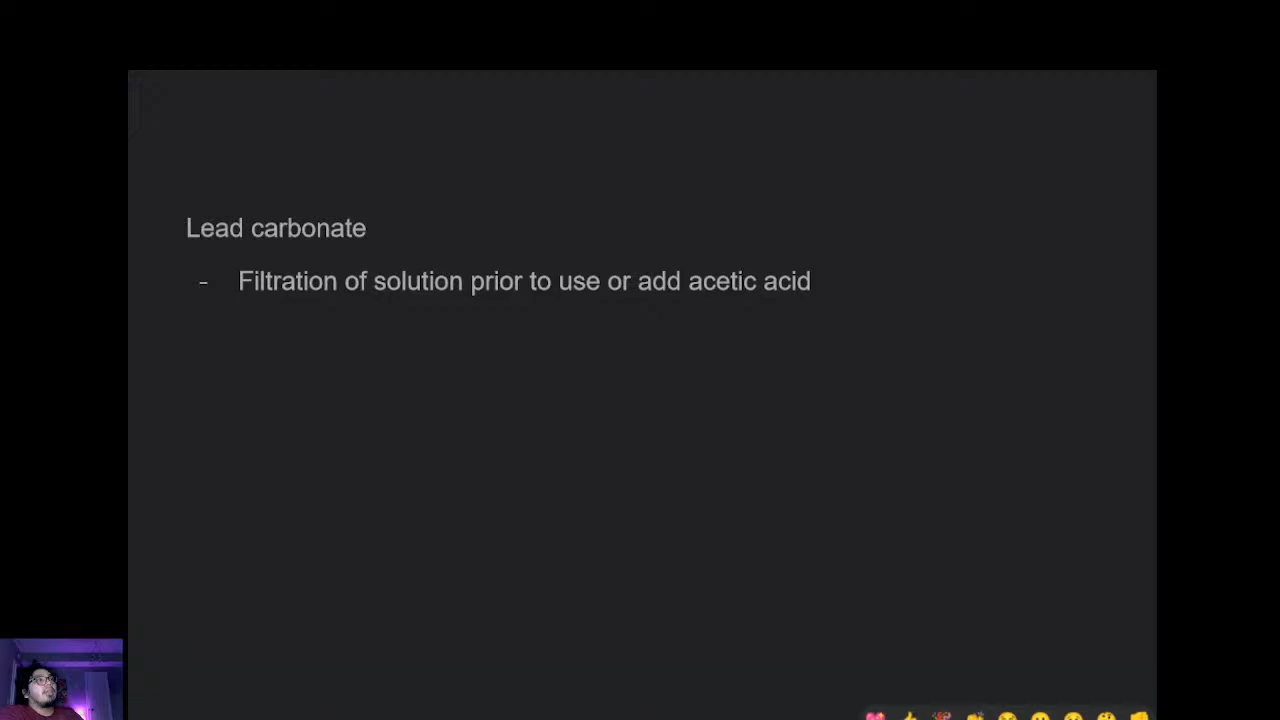 Lead carbonate
- Filtration of solution prior to use or add acetic acid